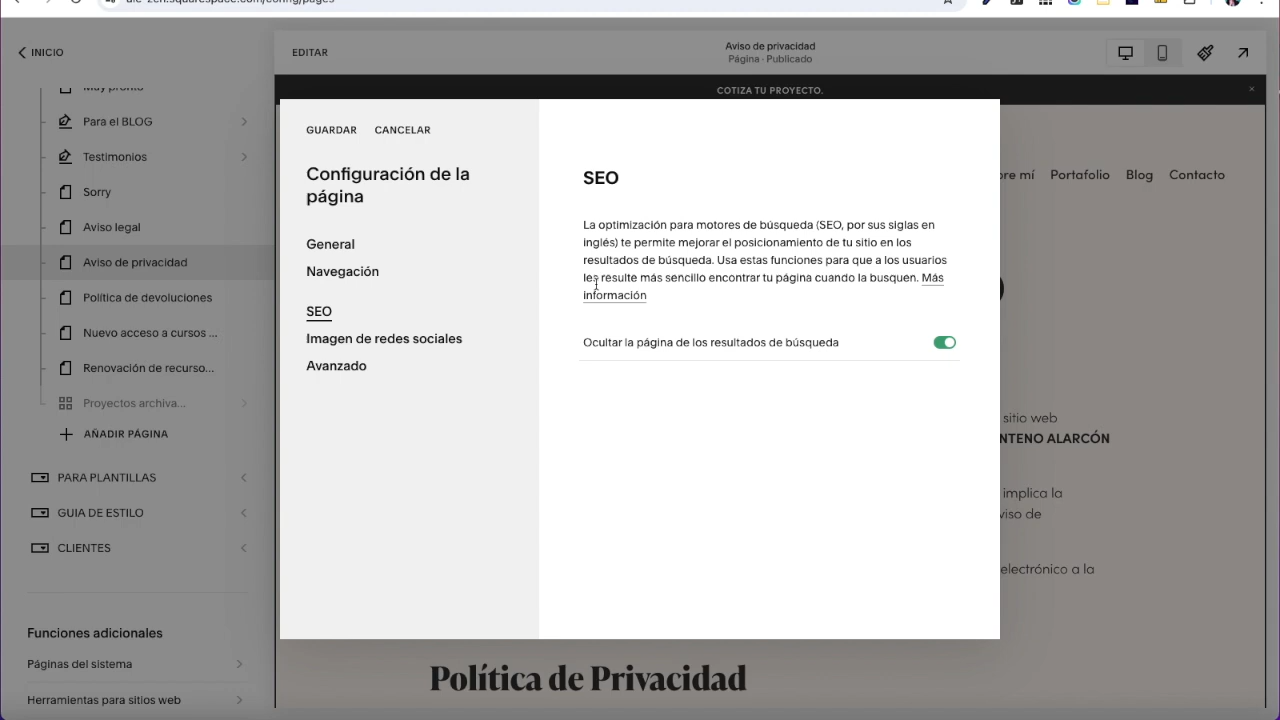 INICIO
EDITAR
Aviso de privacidad
Página · Publicado
COTIZA TU PROYECTO.
Para el BLOG
Testimonios
Sorry
Aviso legal
Aviso de privacidad
Política de devoluciones
Nuevo acceso a cursos ...
Renovación de recurso...
Proyectos archiva...
AÑADIR PÁGINA
PARA PLANTILLAS
GUIA DE ESTILO
CLIENTES
Funciones adicionales
Páginas del sistema
Herramientas para sitios web
GUARDAR CANCELAR
Configuración de la
página
General
Navegación
SEO
Imagen de redes sociales
Avanzado
SEO
La optimización para motores de búsqueda (SEO, por sus siglas en
inglés) te permite mejorar el posicionamiento de tu sitio en los
resultados de búsqueda. Usa estas funciones para que a los usuarios
les resulte más sencillo encontrar tu página cuando la busquen. Más
información
Ocultar la página de los resultados de búsqueda
re mí Portafolio Blog Contacto
sitio web
NTENO ALARCÓN
implica la
viso de
electrónico a la
Política de Privacidad